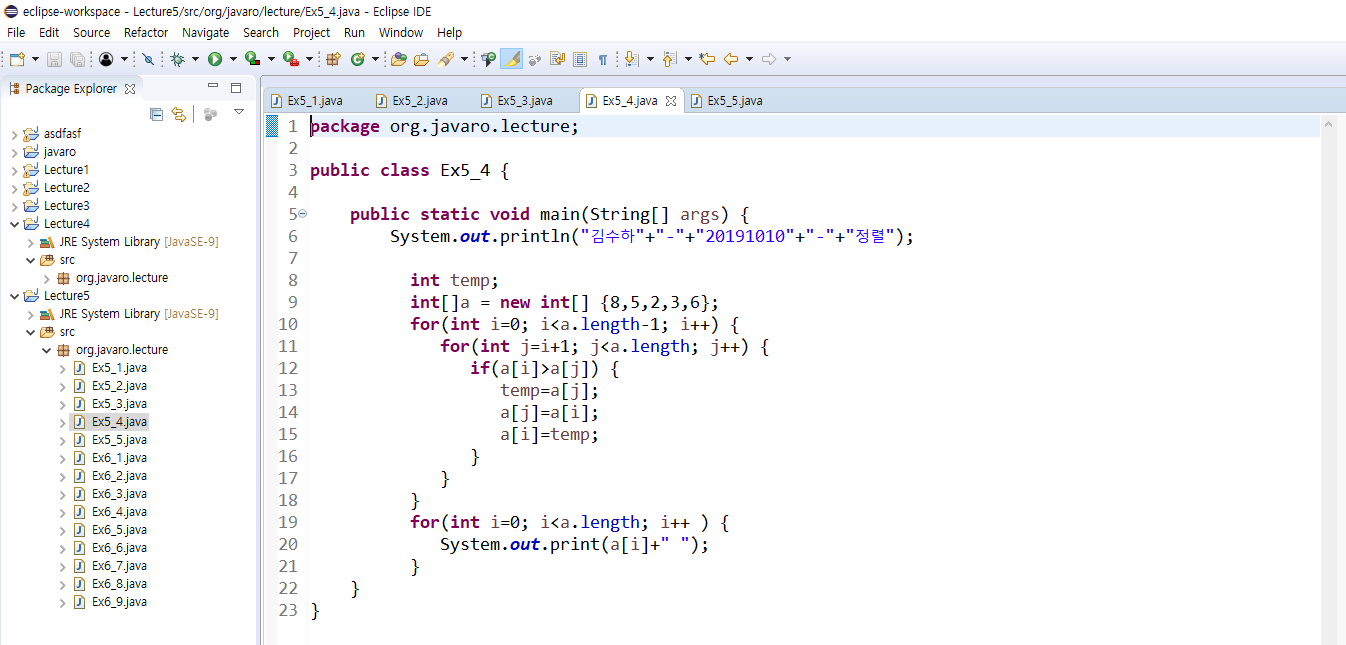 eclipse-workspace - Lecture5/src/org/javaro/lecture/Ex5_4.java - Eclipse IDE
File Edit Source Refactor Navigate Search Project Run Window Help
Package Explorer
asdfasf
javaro
Lecture1
Lecture2
Lecture3
Lecture4
JRE System Library [JavaSE-9]
src
org.javaro.lecture
Lecture5
JRE System Library [JavaSE-9]
src
org.javaro.lecture
Ex5_1.java
Ex5_2.java
Ex5_3.java
Ex5_4.java
Ex5_5.java
Ex6_1.java
Ex6_2.java
Ex6_3.java
Ex6_4.java
Ex6_5.java
Ex6_6.java
Ex6_7.java
Ex6_8.java
Ex6_9.java
Ex5_1.java Ex5_2.java Ex5_3.java Ex5_4.java Ex5_5.java
1 package org.javaro.lecture;
2
3 public class Ex5_4 {
4
5 public static void main(String[] args) {
6 System.out.println("김수하"+"-"+"20191010"+"-"+"정렬");
7
8 int temp;
9 int[]a = new int[] {8,5,2,3,6};
10 for(int i=0; i<a.length-1; i++) {
11 for(int j=i+1; j<a.length; j++) {
12 if(a[i]>a[j]) {
13 temp=a[j];
14 a[j]=a[i];
15 a[i]=temp;
16 }
17 }
18 }
19 for(int i=0; i<a.length; i++ ) {
20 System.out.print(a[i]+" ");
21 }
22 }
23 }